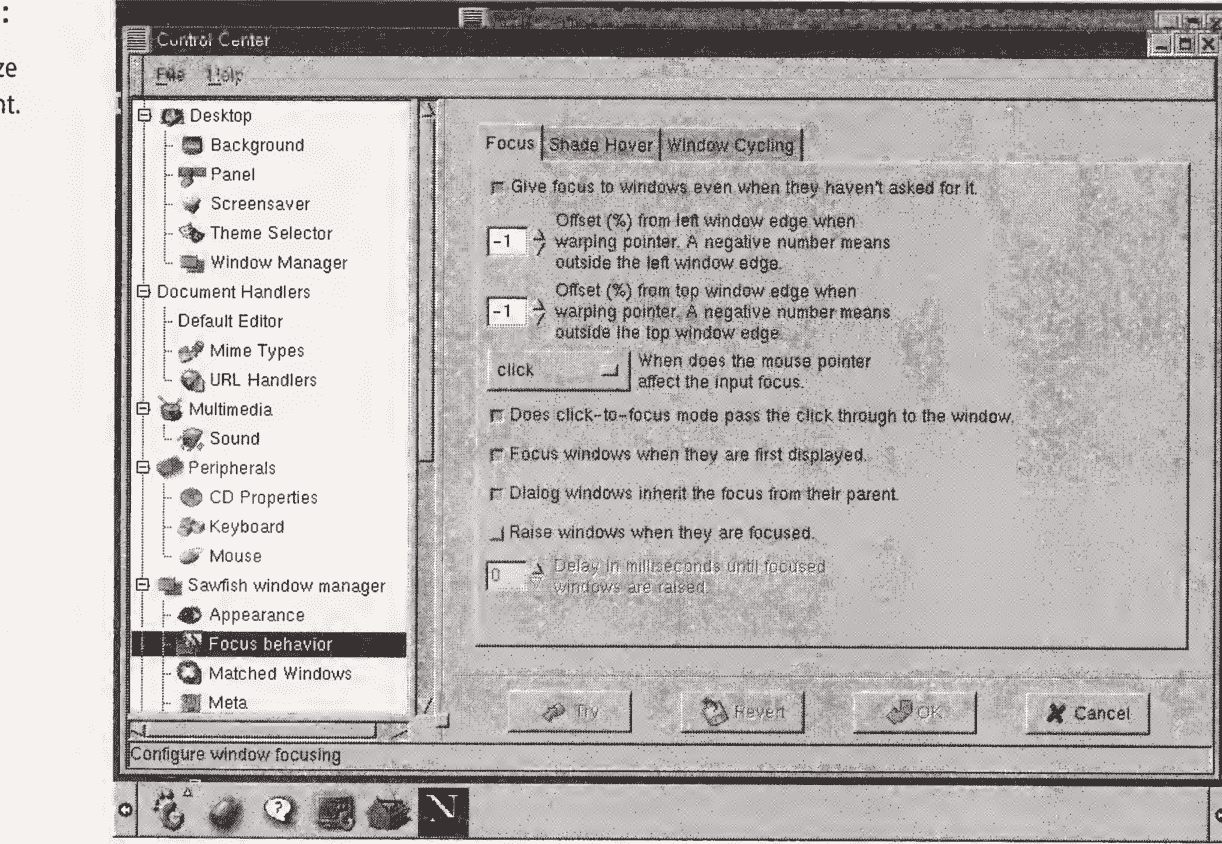 :
ze
nt.
Control Center
File Help
Desktop
Background
Panel
Screensaver
Theme Selector
Window Manager
Document Handlers
Default Editor
Mime Types
URL Handlers
Multimedia
Sound
Peripherals
CD Properties
Keyboard
Mouse
Sawfish window manager
Appearance
Focus behavior
Matched Windows
Meta
Focus Shade Hover Window Cycling
Give focus to windows even when they haven't asked for it.
-1
Offset (%) from left window edge when
warping pointer. A negative number means
outside the left window edge.
-1
Offset (%) from top window edge when
warping pointer. A negative number means
outside the top window edge.
click
When does the mouse pointer
affect the input focus.
Does click-to-focus mode pass the click through to the window.
Focus windows when they are first displayed.
Dialog windows inherit the focus from their parent.
Raise windows when they are focused.
0
Delay in milliseconds until focused
windows are raised.
Try Revert OK Cancel
Configure window focusing
N